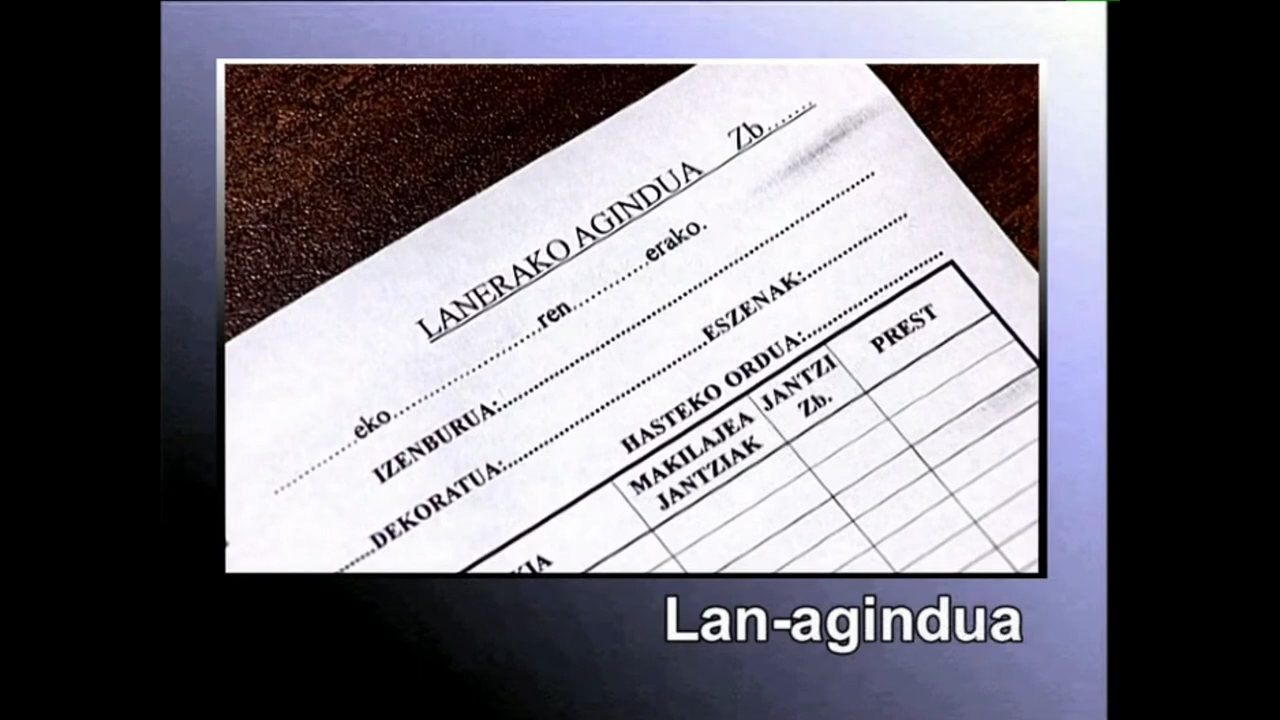 LANERAKO AGINDUA Zb.......
............eko......................ren............erako.
IZENBURUA:......................................................
......DEKORATUA:..............................ESZENAK:................
HASTEKO ORDUA:......................
MAKILAJEA
JANTZIAK
JANTZI
Zb.
PREST
Lan-agindua